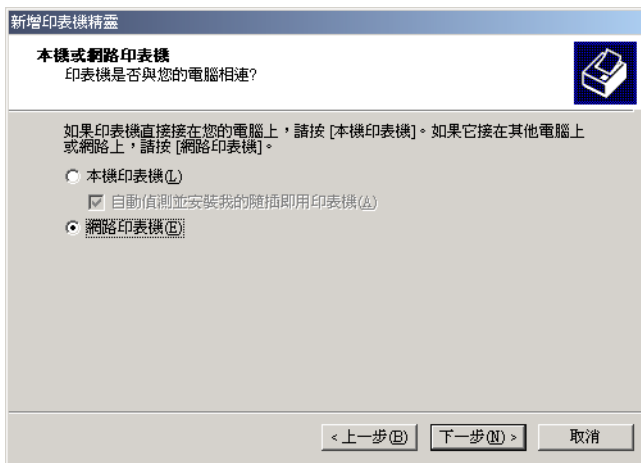 新增印表機精靈
本機或網路印表機
印表機是否與您的電腦相連?
如果印表機直接接在您的電腦上，請按 [本機印表機]。如果它接在其他電腦上
或網路上，請按 [網路印表機]。
本機印表機(L)
自動偵測並安裝我的隨插即用印表機(A)
網路印表機(E)
<上一步(B) 下一步(N)> 取消